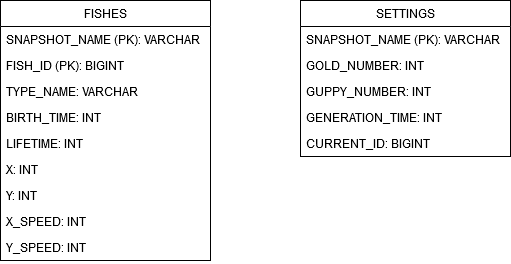 FISHES
SNAPSHOT_NAME (PK): VARCHAR
FISH_ID (PK): BIGINT
TYPE_NAME: VARCHAR
BIRTH_TIME: INT
LIFETIME: INT
X: INT
Y: INT
X_SPEED: INT
Y_SPEED: INT
SETTINGS
SNAPSHOT_NAME (PK): VARCHAR
GOLD_NUMBER: INT
GUPPY_NUMBER: INT
GENERATION_TIME: INT
CURRENT_ID: BIGINT